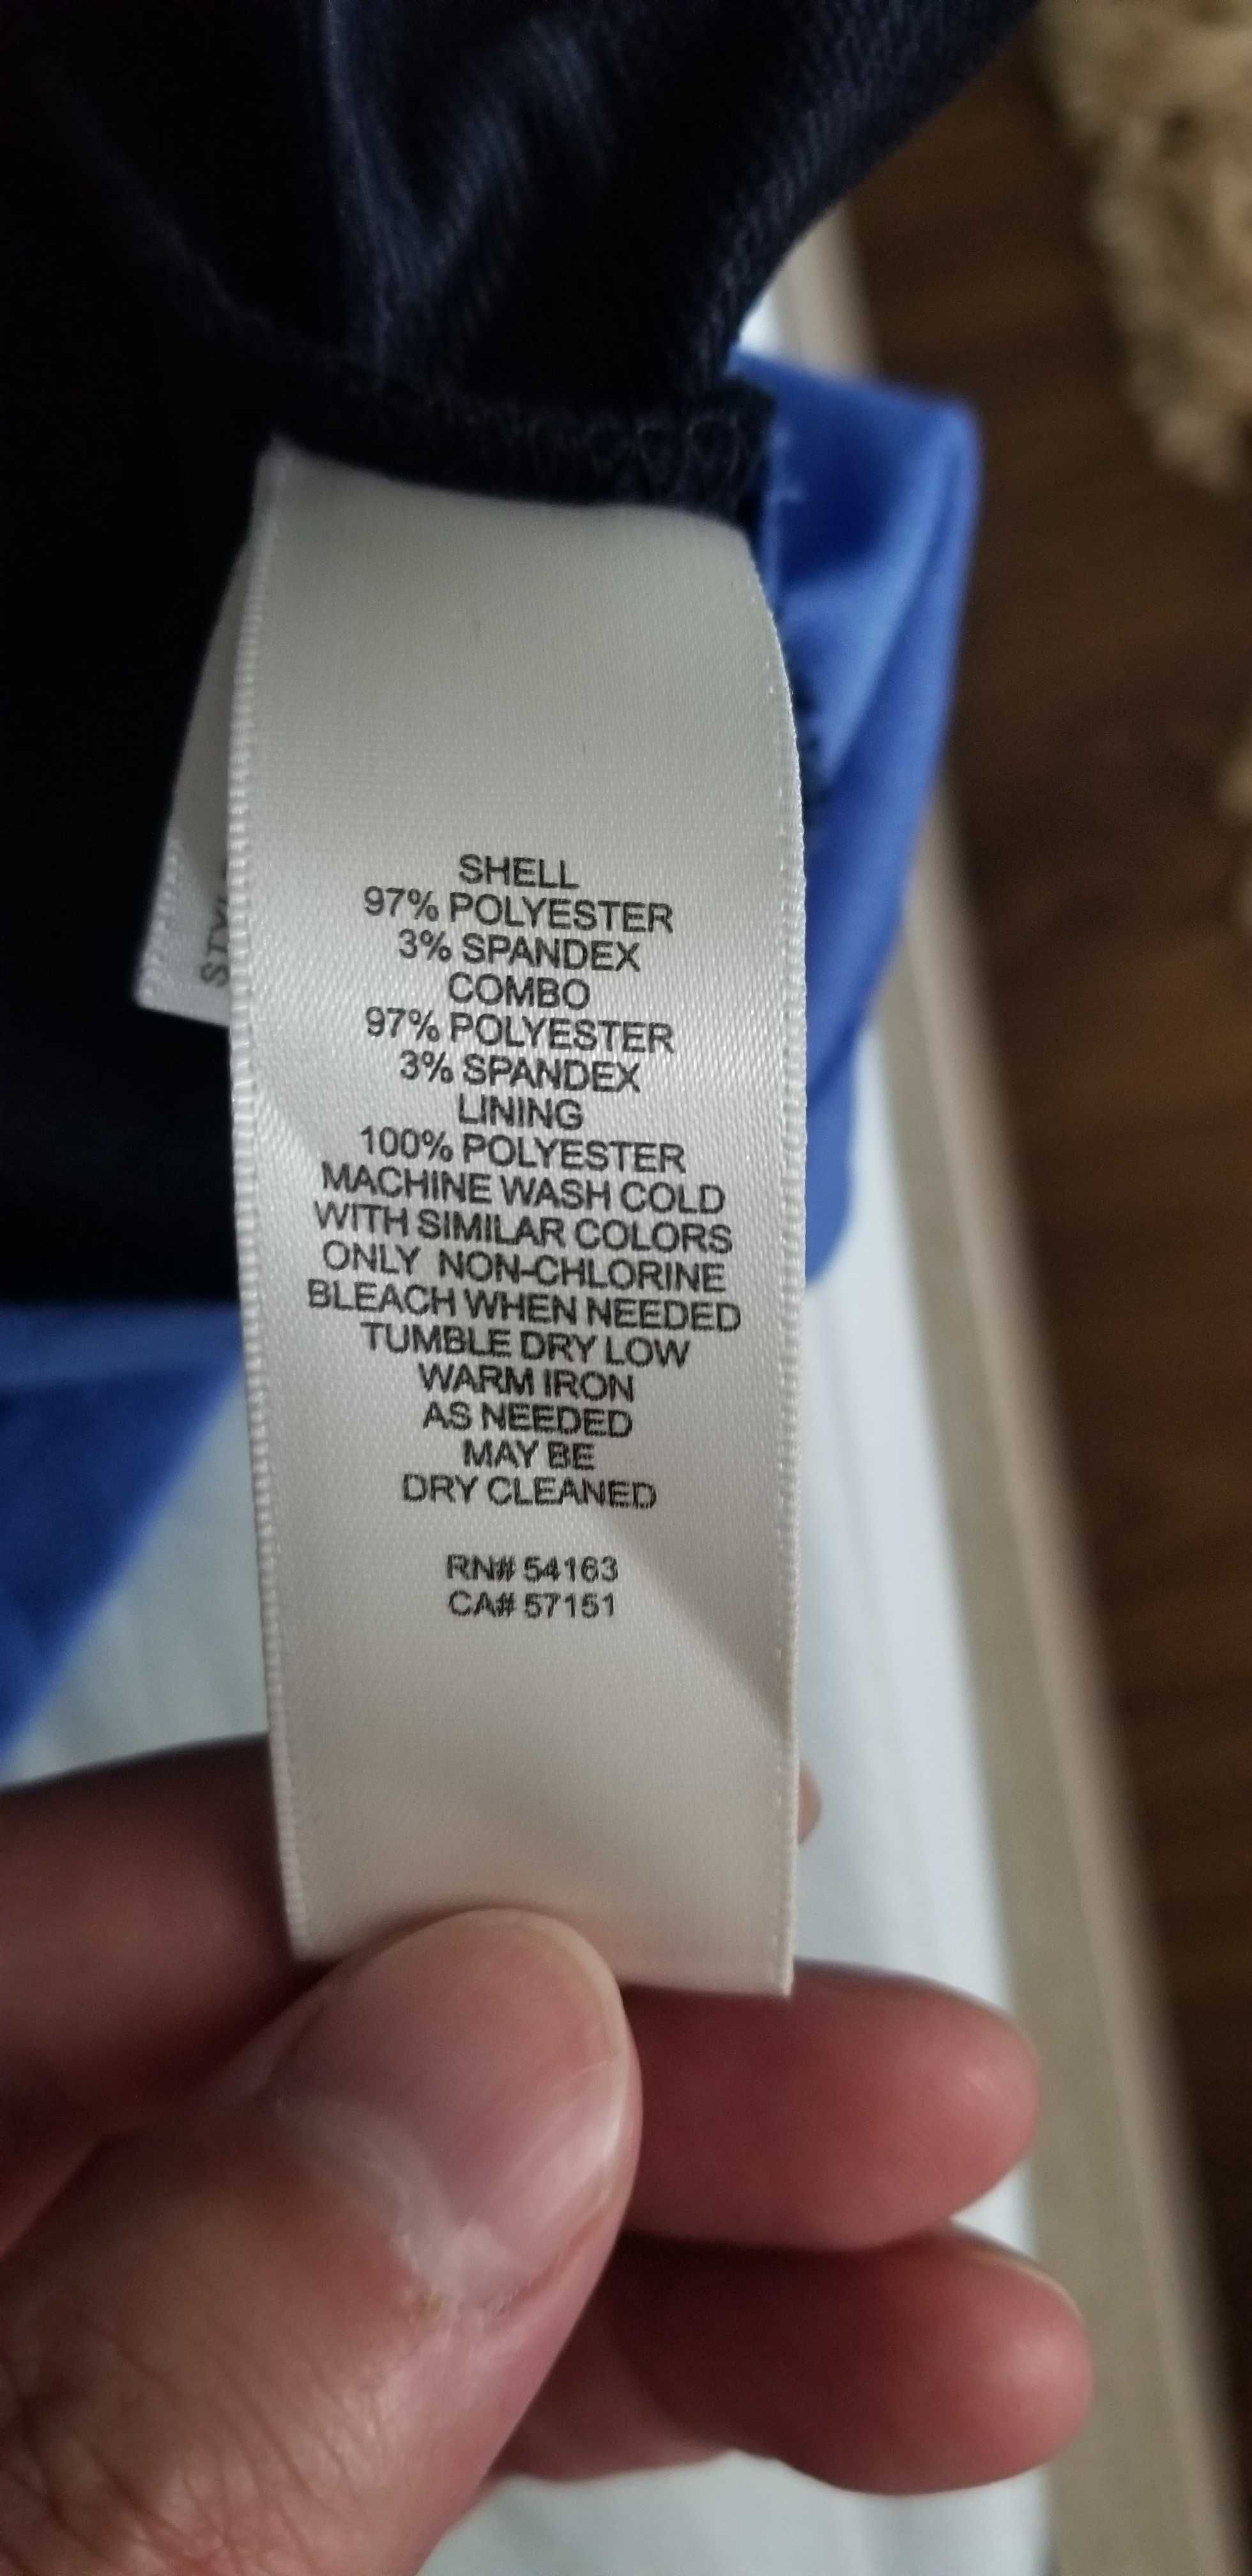 SHELL
97% POLYESTER
3% SPANDEX
COMBO
97% POLYESTER
3% SPANDEX
LINING
100% POLYESTER
MACHINE WASH COLD
WITH SIMILAR COLORS
ONLY NON-CHLORINE
BLEACH WHEN NEEDED
TUMBLE DRY LOW
WARM IRON
AS NEEDED
MAY BE
DRY CLEANED
RN# 54163
CA# 57151